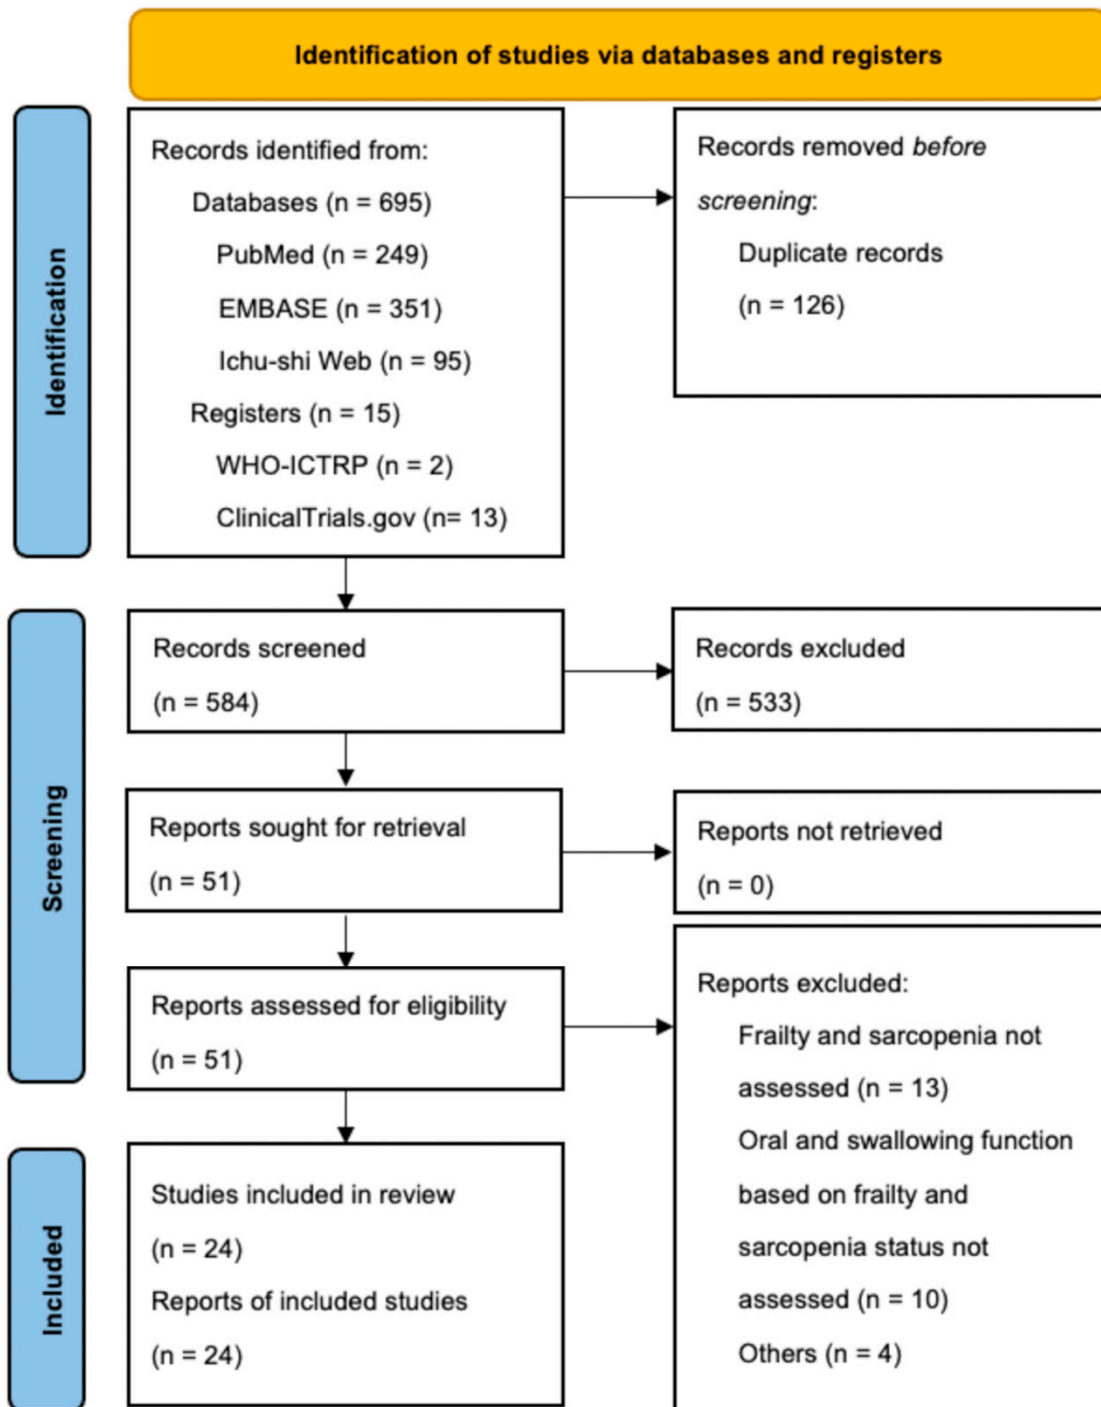 Identification of studies via databases and registers
Identification
Records identified from:
Databases (n = 695)
PubMed (n = 249)
EMBASE (n = 351)
Ichu-shi Web (n = 95)
Registers (n = 15)
WHO-ICTRP (n = 2)
ClinicalTrials.gov (n= 13)
Records removed before
screening:
Duplicate records
(n = 126)
Screening
Records screened
(n = 584)
Records excluded
(n = 533)
Reports sought for retrieval
(n = 51)
Reports not retrieved
(n = 0)
Reports assessed for eligibility
(n = 51)
Reports excluded:
Frailty and sarcopenia not
assessed (n = 13)
Oral and swallowing function
based on frailty and
sarcopenia status not
assessed (n = 10)
Others (n = 4)
Included
Studies included in review
(n = 24)
Reports of included studies
(n = 24)